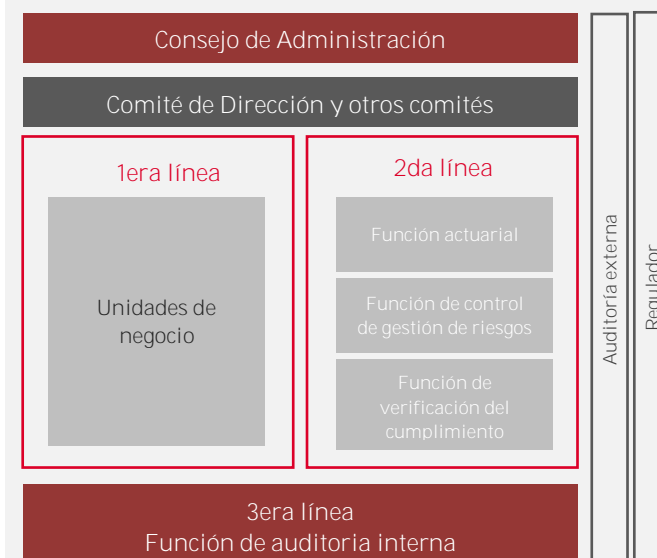 Consejo de Administración
Comité de Dirección y otros comités
1era línea
Unidades de
negocio
2da línea
Función actuarial
Función de control
de gestión de riesgos
Función de
verificación del
cumplimiento
3era línea
Función de auditoria interna
Auditoría externa
Regulador